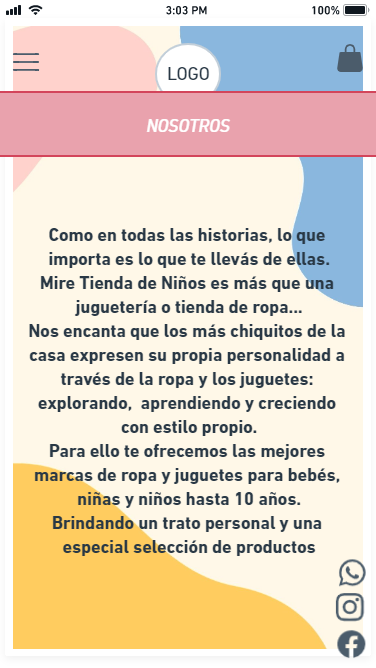 3:03 PM 100%
LOGO
NOSOTROS
Como en todas las historias, lo que
importa es lo que te llevás de ellas.
Mire Tienda de Niños es más que una
juguetería o tienda de ropa...
Nos encanta que los más chiquitos de la
casa expresen su propia personalidad a
través de la ropa y los juguetes:
explorando,  aprendiendo y creciendo
con estilo propio.
Para ello te ofrecemos las mejores
marcas de ropa y juguetes para bebés,
niñas y niños hasta 10 años.
Brindando un trato personal y una
especial selección de productos